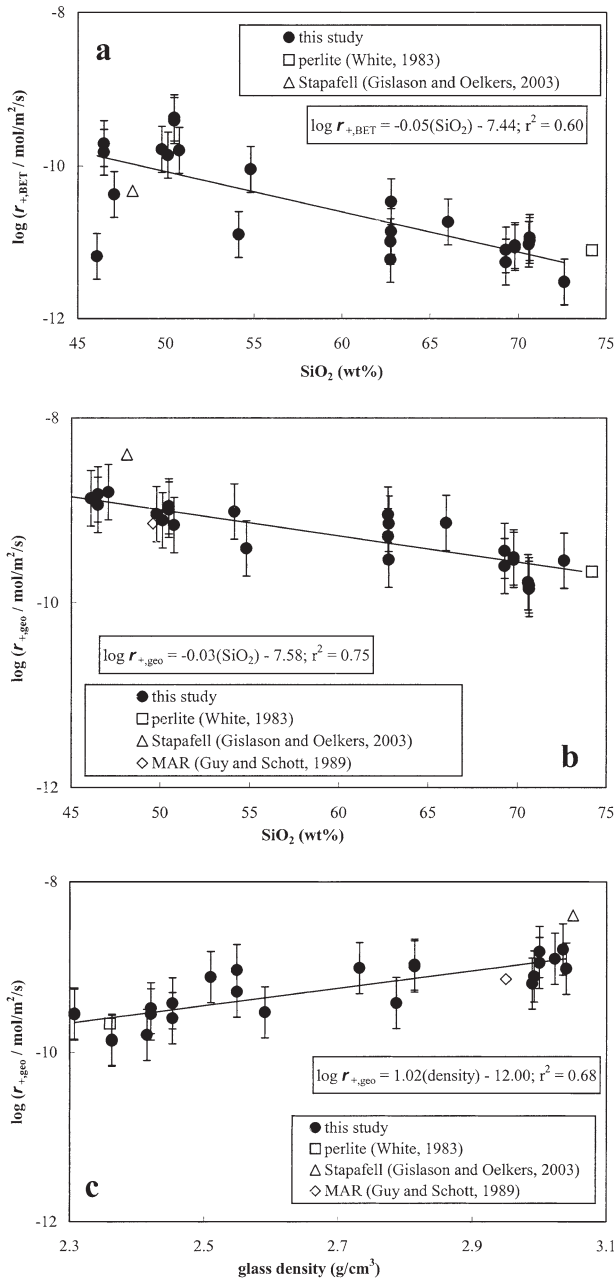 -8
a
● this study
□ perlite (White, 1983)
△ Stapafell (Gislason and Oelkers, 2003)
log r+,BET = -0.05(SiO2) - 7.44; r² = 0.60
log (r+,BET / mol/m²/s)
-10
-12
45 50 55 60 65 70 75
SiO2 (wt%)
-8
log (r+,geo / mol/m²/s)
-10
log r+,geo = -0.03(SiO2) - 7.58; r² = 0.75
● this study
□ perlite (White, 1983)
△ Stapafell (Gislason and Oelkers, 2003)
◇ MAR (Guy and Schott, 1989)
b
-12
45 50 55 60 65 70 75
SiO2 (wt%)
-8
log (r+,geo / mol/m²/s)
-10
log r+,geo = 1.02(density) - 12.00; r² = 0.68
● this study
□ perlite (White, 1983)
△ Stapafell (Gislason and Oelkers, 2003)
◇ MAR (Guy and Schott, 1989)
c
-12
2.3 2.5 2.7 2.9 3.1
glass density (g/cm³)